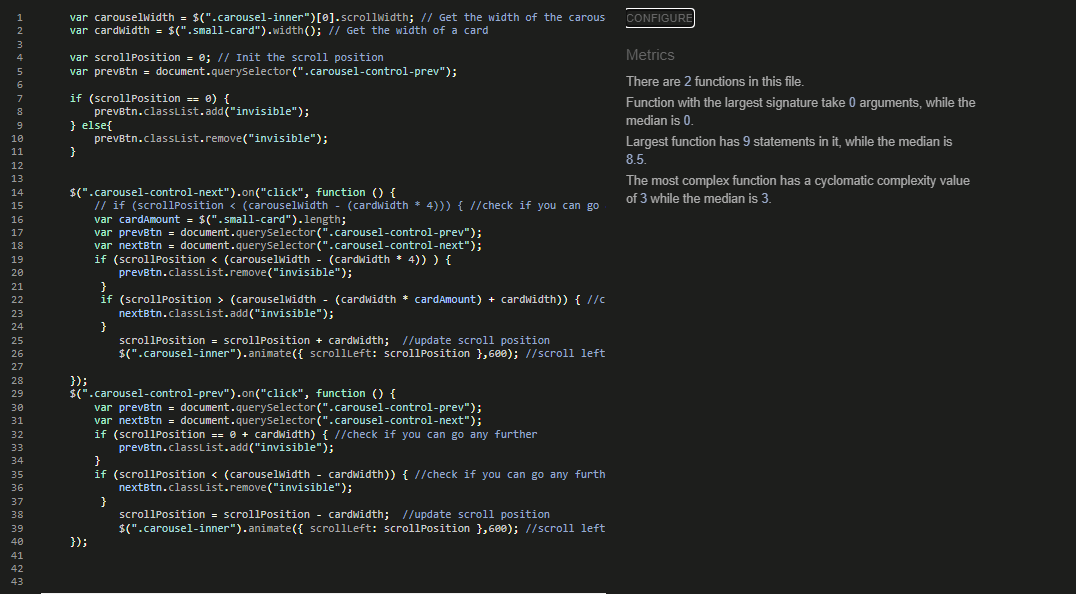 1 var carouselWidth = $(".carousel-inner")[0].scrollWidth; // Get the width of the carous
2 var cardWidth = $(".small-card").width(); // Get the width of a card
3
4 var scrollPosition = 0; // Init the scroll position
5 var prevBtn = document.querySelector(".carousel-control-prev");
6
7 if (scrollPosition == 0) {
8 prevBtn.classList.add("invisible");
9 } else{
10 prevBtn.classList.remove("invisible");
11 }
12
13
14 $(".carousel-control-next").on("click", function () {
15 // if (scrollPosition < (carouselWidth - (cardWidth * 4))) { //check if you can go
16 var cardAmount = $(".small-card").length;
17 var prevBtn = document.querySelector(".carousel-control-prev");
18 var nextBtn = document.querySelector(".carousel-control-next");
19 if (scrollPosition < (carouselWidth - (cardWidth * 4)) ) {
20 prevBtn.classList.remove("invisible");
21 }
22 if (scrollPosition > (carouselWidth - (cardWidth * cardAmount) + cardWidth)) { //c
23 nextBtn.classList.add("invisible");
24 }
25 scrollPosition = scrollPosition + cardWidth; //update scroll position
26 $(".carousel-inner").animate({ scrollLeft: scrollPosition },600); //scroll left
27
28 });
29 $(".carousel-control-prev").on("click", function () {
30 var prevBtn = document.querySelector(".carousel-control-prev");
31 var nextBtn = document.querySelector(".carousel-control-next");
32 if (scrollPosition == 0 + cardWidth) { //check if you can go any further
33 prevBtn.classList.add("invisible");
34 }
35 if (scrollPosition < (carouselWidth - cardWidth)) { //check if you can go any furth
36 nextBtn.classList.remove("invisible");
37 }
38 scrollPosition = scrollPosition - cardWidth; //update scroll position
39 $(".carousel-inner").animate({ scrollLeft: scrollPosition },600); //scroll left
40 });
41
42
43
CONFIGURE
Metrics
There are 2 functions in this file.
Function with the largest signature take 0 arguments, while the
median is 0.
Largest function has 9 statements in it, while the median is
8.5.
The most complex function has a cyclomatic complexity value
of 3 while the median is 3.